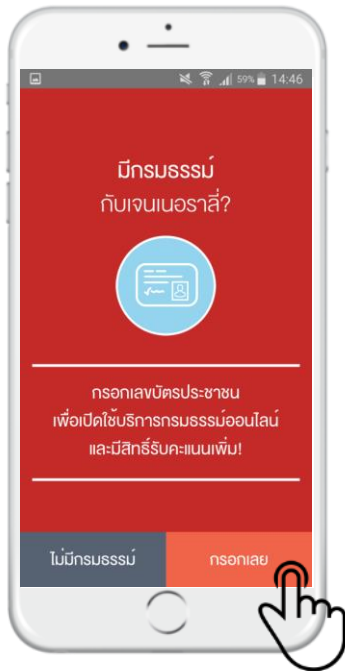 59% 14:46
มีกรมธรรม์
กับเจนเนอราลี่?
กรอกเลขบัตรประชาชน
เพื่อเปิดใช้บริการกรมธรรม์ออนไลน์
และมีสิทธิ์รับคะแนนเพิ่ม!
ไม่มีกรมธรรม์ กรอกเลย